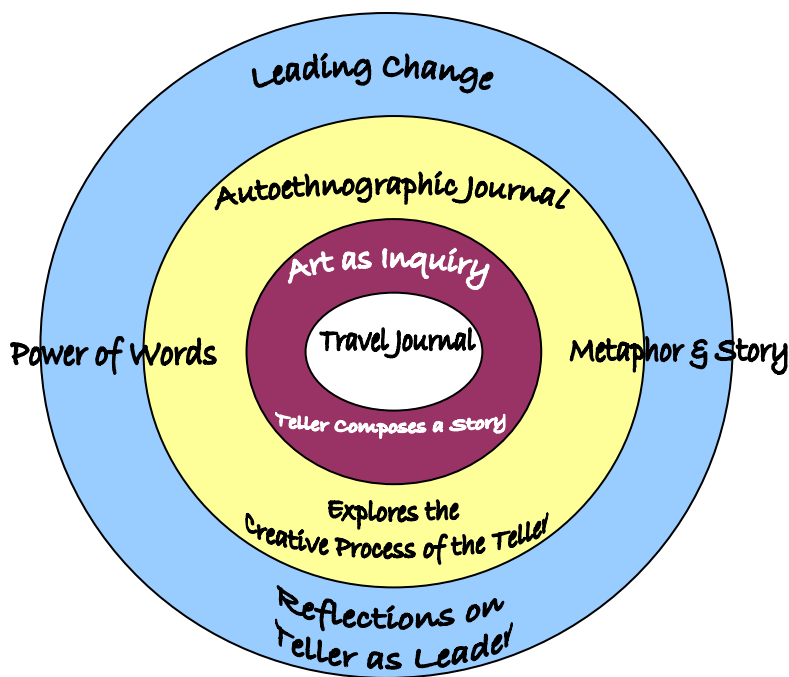 Leading Change
Autoethnographic Journal
Art as Inquiry
Travel Journal
Power of Words
Metaphor & Story
Teller Composes a Story
Explores the
Creative Process of the Teller
Reflections on
Teller as Leader